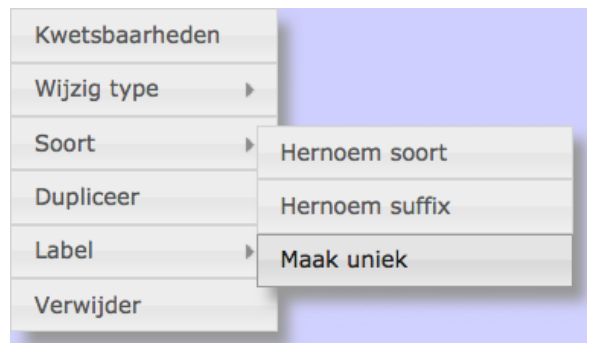 Kwetsbaarheden
Wijzig type
Soort
Dupliceer
Label
Verwijder
Hernoem soort
Hernoem suffix
Maak uniek